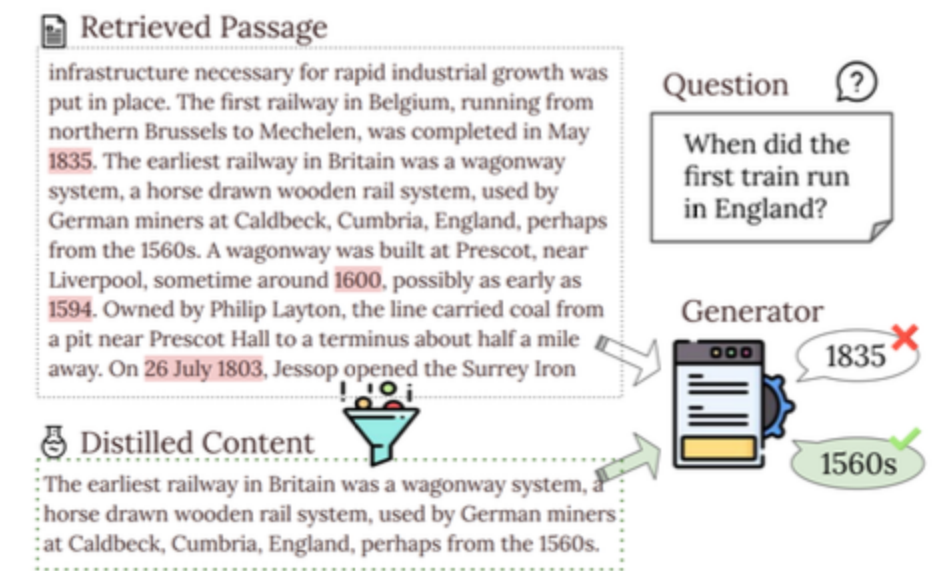 Retrieved Passage
infrastructure necessary for rapid industrial growth was
put in place. The first railway in Belgium, running from
northern Brussels to Mechelen, was completed in May
1835. The earliest railway in Britain was a wagonway
system, a horse drawn wooden rail system, used by
German miners at Caldbeck, Cumbria, England, perhaps
from the 1560s. A wagonway was built at Prescot, near
Liverpool, sometime around 1600, possibly as early as
1594. Owned by Philip Layton, the line carried coal from
a pit near Prescot Hall to a terminus about half a mile
away. On 26 July 1803, Jessop opened the Surrey Iron
Distilled Content
The earliest railway in Britain was a wagonway system, a
horse drawn wooden rail system, used by German miners
at Caldbeck, Cumbria, England, perhaps from the 1560s.
Question
?
When did the
first train run
in England?
Generator
1835
1560s